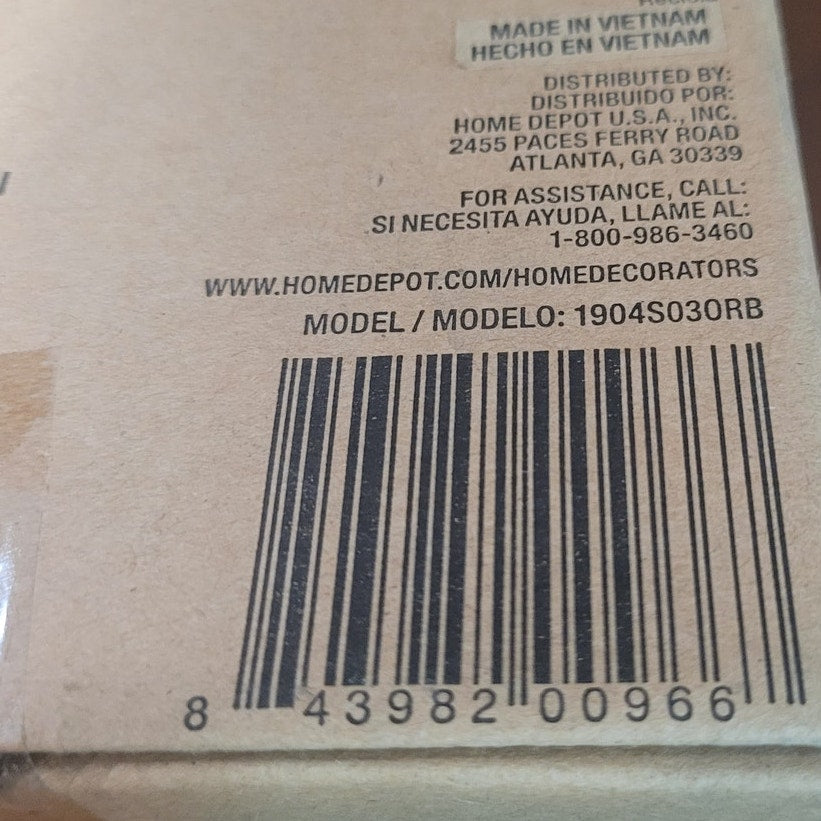 MADE IN VIETNAM
HECHO EN VIETNAM
DISTRIBUTED BY:
DISTRIBUIDO POR:
HOME DEPOT U.S.A., INC.
2455 PACES FERRY ROAD
ATLANTA, GA 30339
FOR ASSISTANCE, CALL:
SI NECESITA AYUDA, LLAME AL:
1-800-986-3460
WWW.HOMEDEPOT.COM/HOMEDECORATORS
MODEL / MODELO: 1904S03ORB
8 43982 00966